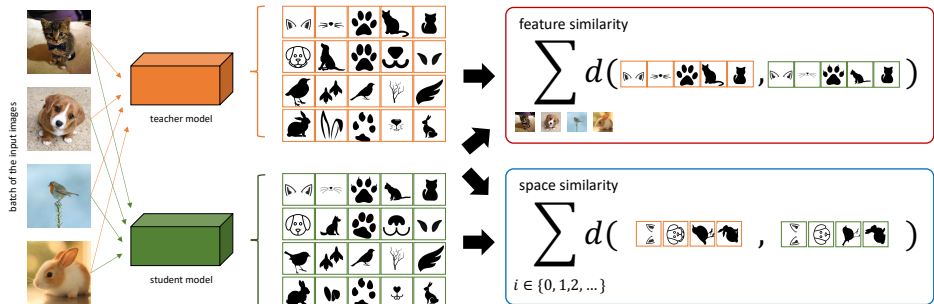 batch of the input images
teacher model
student model
feature similarity
∑ d( , )
space similarity
∑ d( , )
i ∈ {0, 1,2, … }